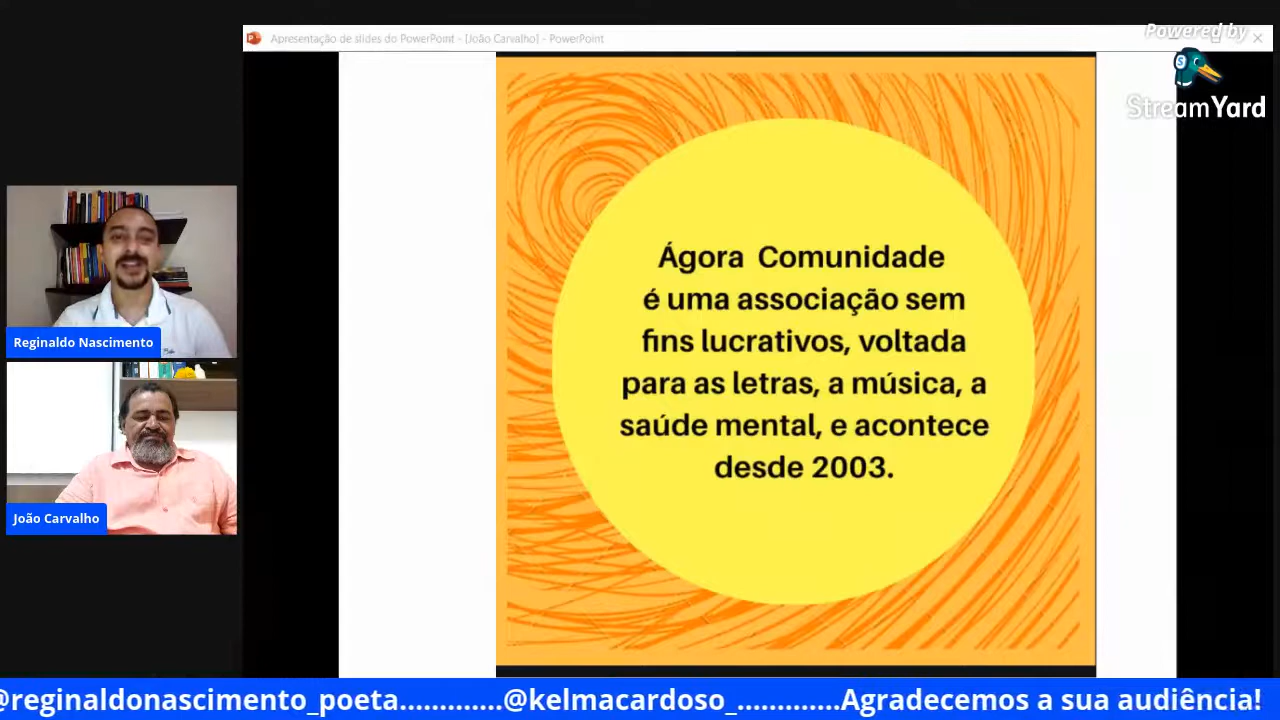 Apresentação de slides do PowerPoint - [João Carvalho] - PowerPoint
Powered by
StreamYard
Ágora Comunidade
é uma associação sem
fins lucrativos, voltada
para as letras, a música, a
saúde mental, e acontece
desde 2003.
Reginaldo Nascimento
João Carvalho
@reginaldonascimento_poeta.............@kelmacardoso_.............Agradecemos a sua audiência!